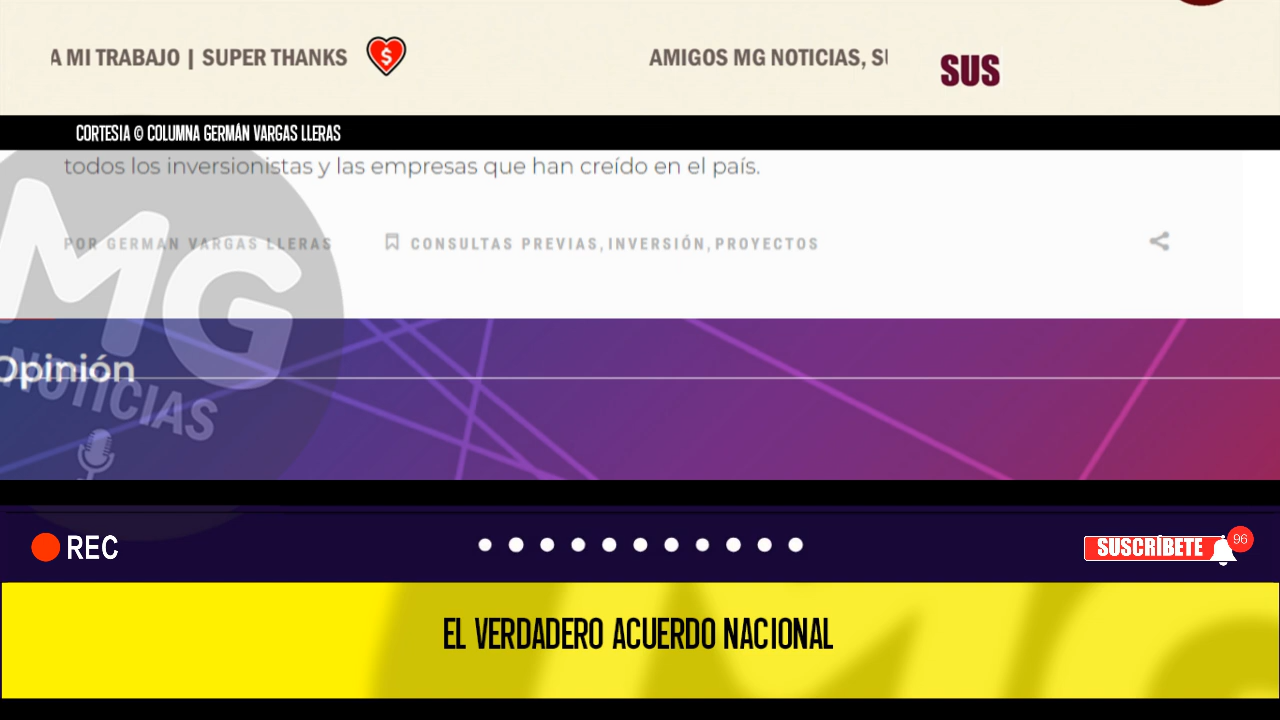 A MI TRABAJO | SUPER THANKS
AMIGOS MG NOTICIAS,
SUS
CORTESIA © COLUMNA GERMÁN VARGAS LLERAS
todos los inversionistas y las empresas que han creído en el país.
POR GERMAN VARGAS LLERAS
CONSULTAS PREVIAS, INVERSIÓN, PROYECTOS
MG
NOTICIAS
Opinión
REC
SUSCRÍBETE
96
EL VERDADERO ACUERDO NACIONAL